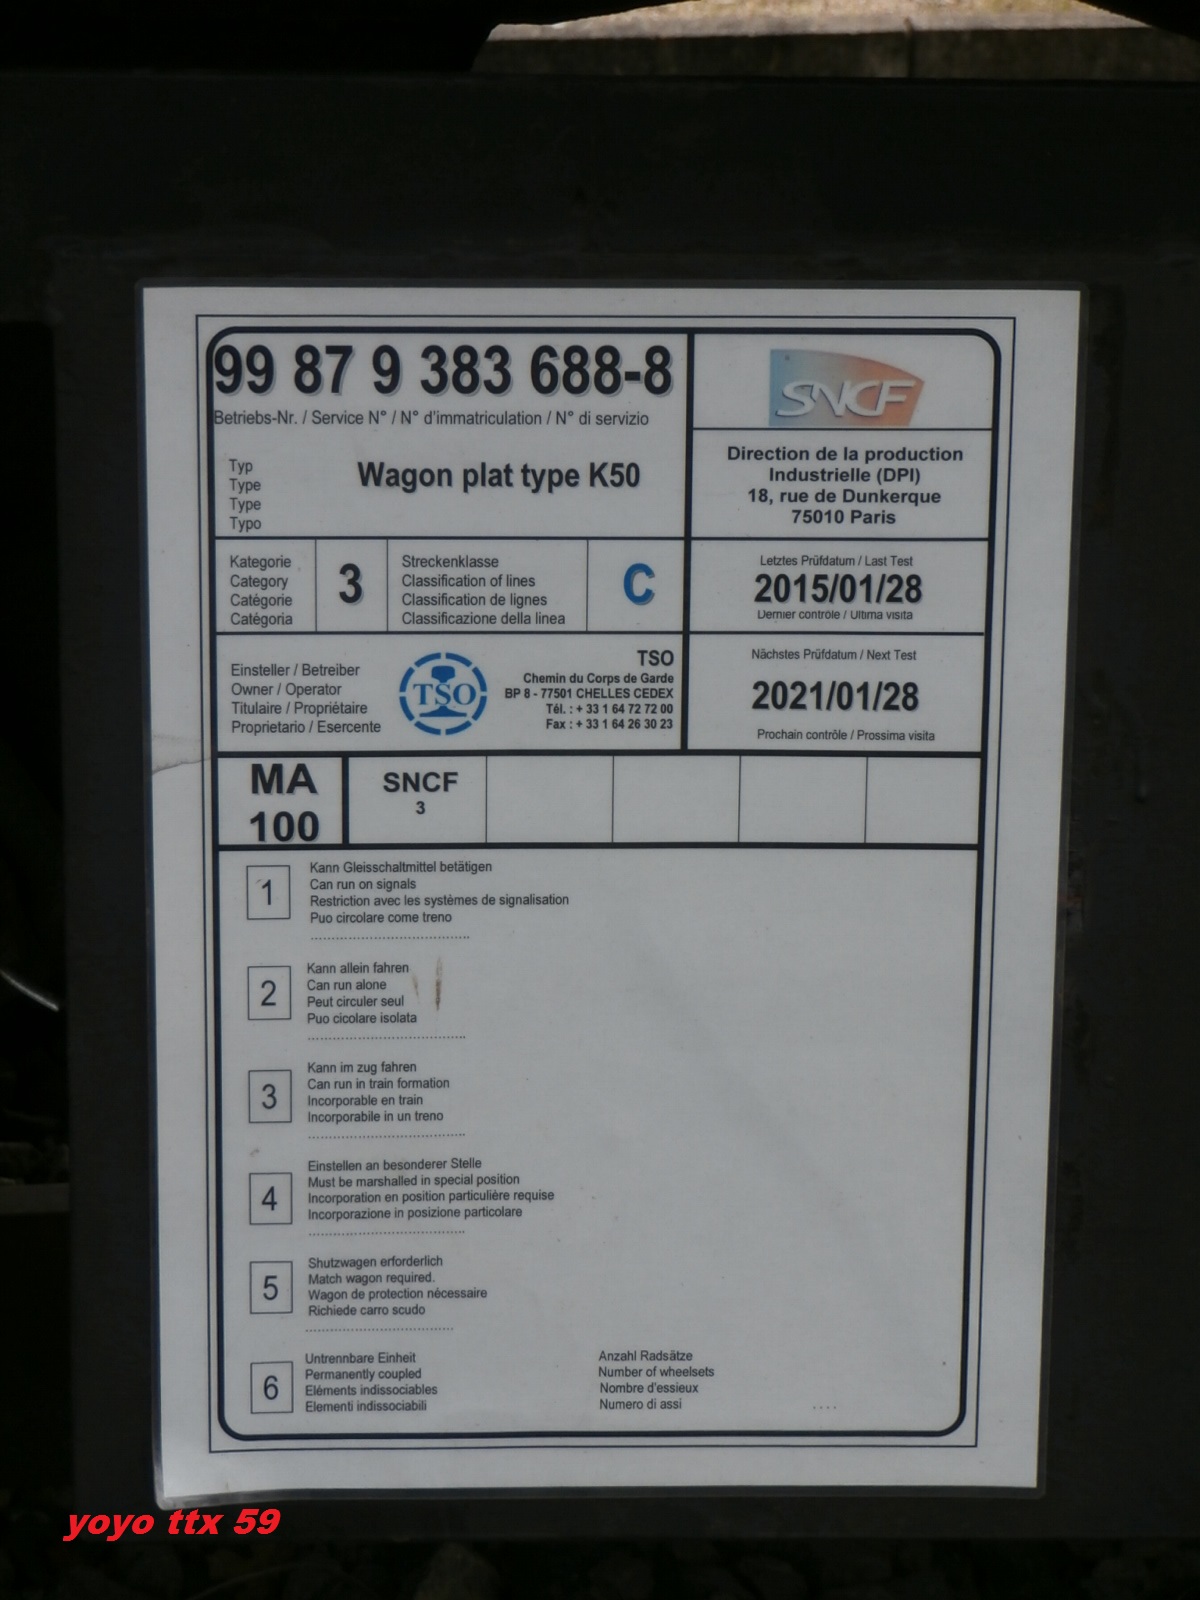 99 87 9 383 688-8
Betriebs-Nr. / Service N° / N° d'immatriculation / N° di servizio
Typ
Type
Type
Typo
Wagon plat type K50
SNCF
Direction de la production
Industrielle (DPI)
18, rue de Dunkerque
75010 Paris
Kategorie
Category
Catégorie
Catégoria
3
Streckenklasse
Classification of lines
Classification de lignes
Classificazione della linea
C
Letztes Prüfdatum / Last Test
2015/01/28
Dernier contrôle / Ultima visita
Einsteller / Betreiber
Owner / Operator
Titulaire / Propriétaire
Proprietario / Esercente
TSO
TSO
Chemin du Corps de Garde
BP 8 - 77501 CHELLES CEDEX
Tél. : + 33 1 64 72 72 00
Fax : + 33 1 64 26 30 23
Nächstes Prüfdatum / Next Test
2021/01/28
Prochain contrôle / Prossima visita
MA
100
SNCF
3
1
Kann Gleisschaltmittel betätigen
Can run on signals
Restriction avec les systèmes de signalisation
Puo circolare come treno
......................................
2
Kann allein fahren
Can run alone
Peut circuler seul
Puo cicolare isolata
......................................
3
Kann im zug fahren
Can run in train formation
Incorporable en train
Incorporabile in un treno
......................................
4
Einstellen an besonderer Stelle
Must be marshalled in special position
Incorporation en position particulière requise
Incorporazione in posizione particolare
......................................
5
Shutzwagen erforderlich
Match wagon required.
Wagon de protection nécessaire
Richiede carro scudo
......................................
6
Untrennbare Einheit
Permanently coupled
Eléments indissociables
Elementi indissociabili
Anzahl Radsätze
Number of wheelsets
Nombre d'essieux
Numero di assi
....
yoyo ttx 59